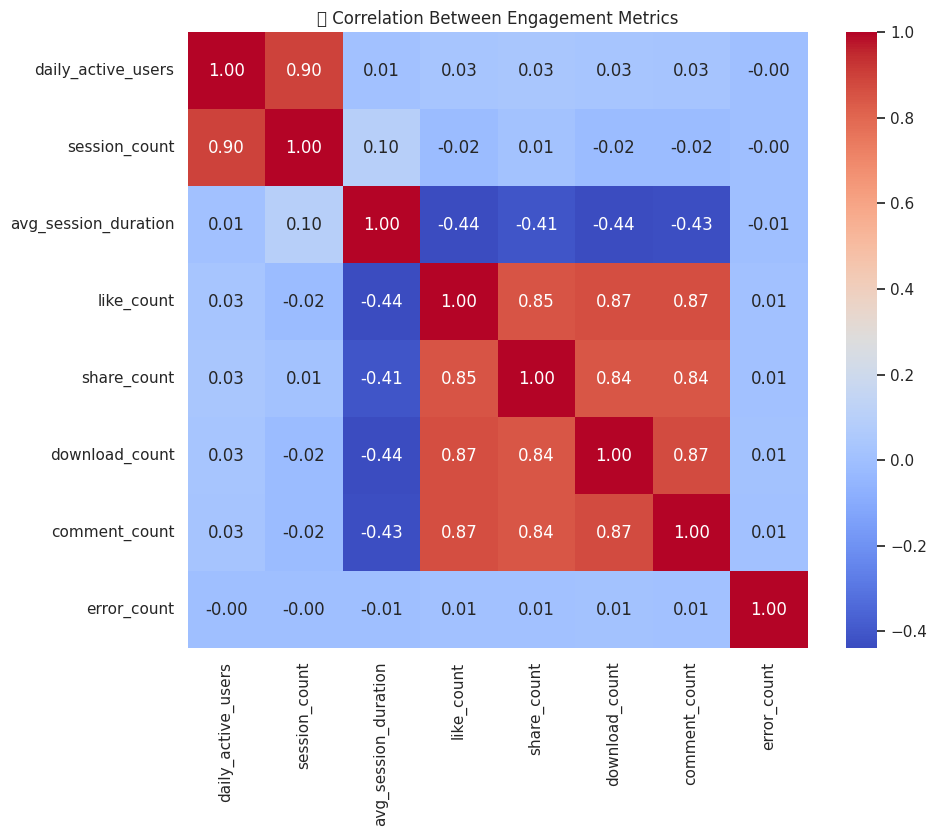 ▯ Correlation Between Engagement Metrics
daily_active_users 1.00 0.90 0.01 0.03 0.03 0.03 0.03 -0.00
session_count 0.90 1.00 0.10 -0.02 0.01 -0.02 -0.02 -0.00
avg_session_duration 0.01 0.10 1.00 -0.44 -0.41 -0.44 -0.43 -0.01
like_count 0.03 -0.02 -0.44 1.00 0.85 0.87 0.87 0.01
share_count 0.03 0.01 -0.41 0.85 1.00 0.84 0.84 0.01
download_count 0.03 -0.02 -0.44 0.87 0.84 1.00 0.87 0.01
comment_count 0.03 -0.02 -0.43 0.87 0.84 0.87 1.00 0.01
error_count -0.00 -0.00 -0.01 0.01 0.01 0.01 0.01 1.00
daily_active_users
session_count
avg_session_duration
like_count
share_count
download_count
comment_count
error_count
1.0
0.8
0.6
0.4
0.2
0.0
−0.2
−0.4